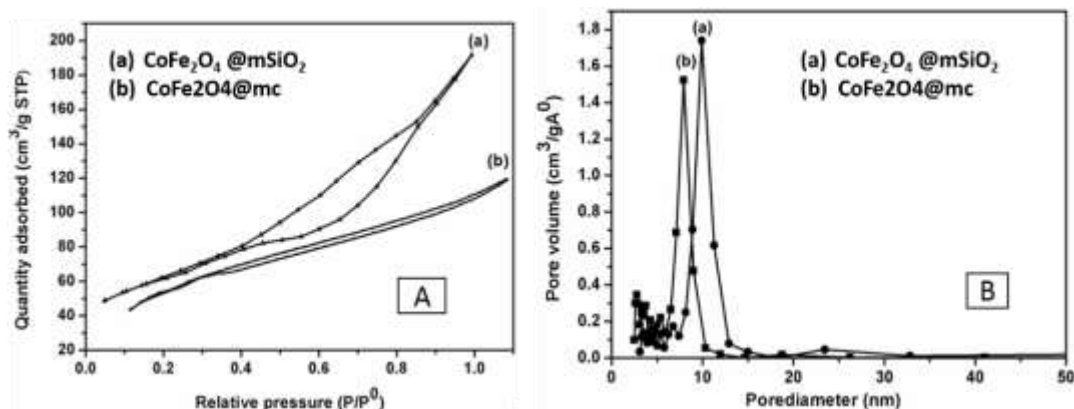 (a) CoFe₂O₄ @mSiO₂
(b) CoFe2O4@mc
(a)
(b)
A
Quantity adsorbed (cm³/g STP)
200
180
160
140
120
100
80
60
40
20
0.0 0.2 0.4 0.6 0.8 1.0
Relative pressure (P/P⁰)
(a)
(b)
(a) CoFe₂O₄ @mSiO₂
(b) CoFe2O4@mc
B
Pore volume (cm³/gA⁰)
1.8
1.6
1.4
1.2
1.0
0.8
0.6
0.4
0.2
0.0
0 5 10 20 30 40 50
Porediameter (nm)